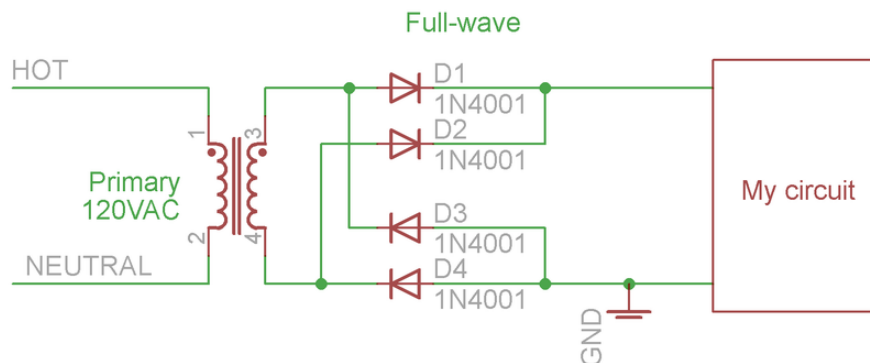 Full-wave
HOT
D1
1N4001
D2
1N4001
1
3
Primary
120VAC
My circuit
2
4
D3
1N4001
NEUTRAL
D4
1N4001
GND